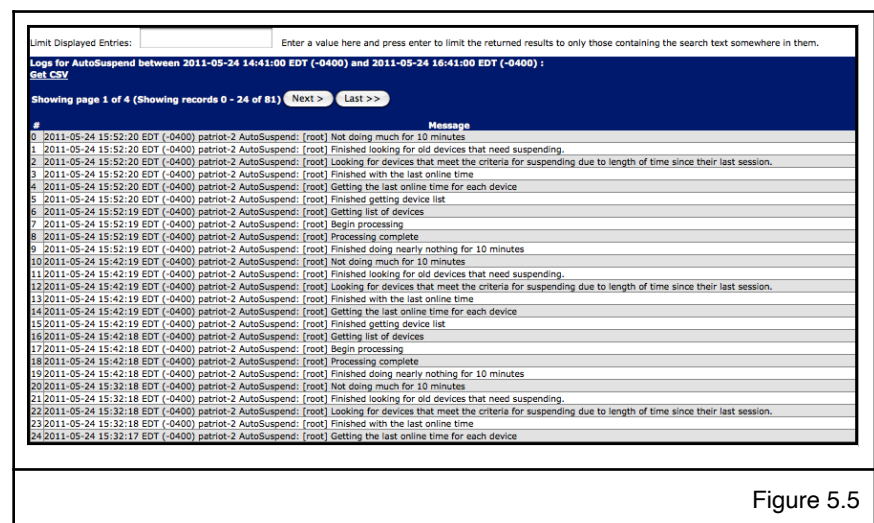 Limit Displayed Entries: Enter a value here and press enter to limit the returned results to only those containing the search text somewhere in them.
Logs for AutoSuspend between 2011-05-24 14:41:00 EDT (-0400) and 2011-05-24 16:41:00 EDT (-0400) :
Get CSV
Showing page 1 of 4 (Showing records 0 - 24 of 81) Next > Last >>
# Message
0 2011-05-24 15:52:20 EDT (-0400) patriot-2 AutoSuspend: [root] Not doing much for 10 minutes
1 2011-05-24 15:52:20 EDT (-0400) patriot-2 AutoSuspend: [root] Finished looking for old devices that need suspending.
2 2011-05-24 15:52:20 EDT (-0400) patriot-2 AutoSuspend: [root] Looking for devices that meet the criteria for suspending due to length of time since their last session.
3 2011-05-24 15:52:20 EDT (-0400) patriot-2 AutoSuspend: [root] Finished with the last online time
4 2011-05-24 15:52:20 EDT (-0400) patriot-2 AutoSuspend: [root] Getting the last online time for each device
5 2011-05-24 15:52:20 EDT (-0400) patriot-2 AutoSuspend: [root] Finished getting device list
6 2011-05-24 15:52:19 EDT (-0400) patriot-2 AutoSuspend: [root] Getting list of devices
7 2011-05-24 15:52:19 EDT (-0400) patriot-2 AutoSuspend: [root] Begin processing
8 2011-05-24 15:52:19 EDT (-0400) patriot-2 AutoSuspend: [root] Processing complete
9 2011-05-24 15:52:19 EDT (-0400) patriot-2 AutoSuspend: [root] Finished doing nearly nothing for 10 minutes
10 2011-05-24 15:42:19 EDT (-0400) patriot-2 AutoSuspend: [root] Not doing much for 10 minutes
11 2011-05-24 15:42:19 EDT (-0400) patriot-2 AutoSuspend: [root] Finished looking for old devices that need suspending.
12 2011-05-24 15:42:19 EDT (-0400) patriot-2 AutoSuspend: [root] Looking for devices that meet the criteria for suspending due to length of time since their last session.
13 2011-05-24 15:42:19 EDT (-0400) patriot-2 AutoSuspend: [root] Finished with the last online time
14 2011-05-24 15:42:19 EDT (-0400) patriot-2 AutoSuspend: [root] Getting the last online time for each device
15 2011-05-24 15:42:19 EDT (-0400) patriot-2 AutoSuspend: [root] Finished getting device list
16 2011-05-24 15:42:18 EDT (-0400) patriot-2 AutoSuspend: [root] Getting list of devices
17 2011-05-24 15:42:18 EDT (-0400) patriot-2 AutoSuspend: [root] Begin processing
18 2011-05-24 15:42:18 EDT (-0400) patriot-2 AutoSuspend: [root] Processing complete
19 2011-05-24 15:42:18 EDT (-0400) patriot-2 AutoSuspend: [root] Finished doing nearly nothing for 10 minutes
20 2011-05-24 15:32:18 EDT (-0400) patriot-2 AutoSuspend: [root] Not doing much for 10 minutes
21 2011-05-24 15:32:18 EDT (-0400) patriot-2 AutoSuspend: [root] Finished looking for old devices that need suspending.
22 2011-05-24 15:32:18 EDT (-0400) patriot-2 AutoSuspend: [root] Looking for devices that meet the criteria for suspending due to length of time since their last session.
23 2011-05-24 15:32:18 EDT (-0400) patriot-2 AutoSuspend: [root] Finished with the last online time
24 2011-05-24 15:32:17 EDT (-0400) patriot-2 AutoSuspend: [root] Getting the last online time for each device
Figure 5.5